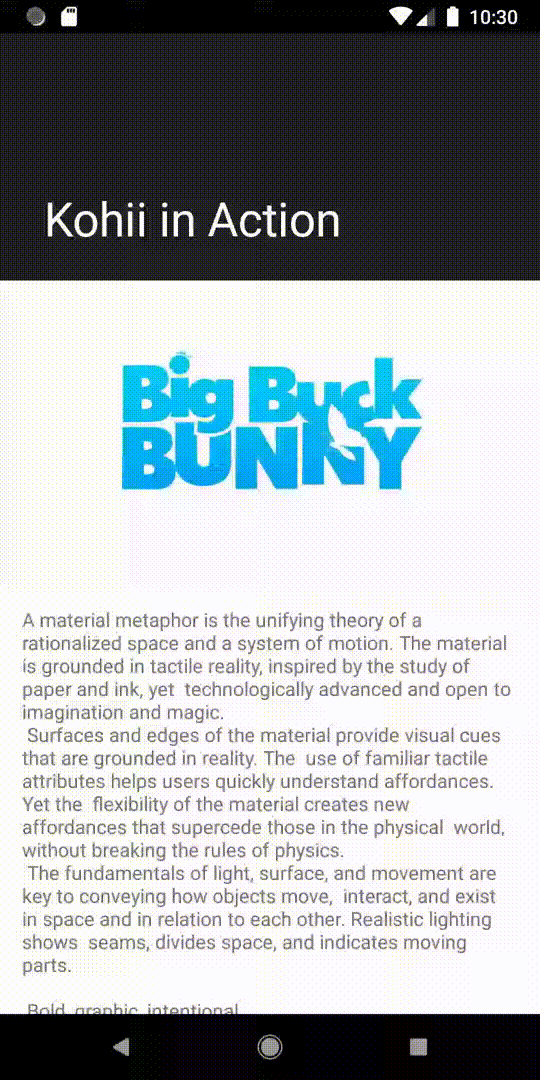 10:30
Kohii in Action
Big Buck
BUNNY
A material metaphor is the unifying theory of a
rationalized space and a system of motion. The material
is grounded in tactile reality, inspired by the study of
paper and ink, yet  technologically advanced and open to
imagination and magic.
Surfaces and edges of the material provide visual cues
that are grounded in reality. The  use of familiar tactile
attributes helps users quickly understand affordances.
Yet the  flexibility of the material creates new
affordances that supercede those in the physical  world,
without breaking the rules of physics.
The fundamentals of light, surface, and movement are
key to conveying how objects move,  interact, and exist
in space and in relation to each other. Realistic lighting
shows  seams, divides space, and indicates moving
parts.
Bold, graphic, intentional